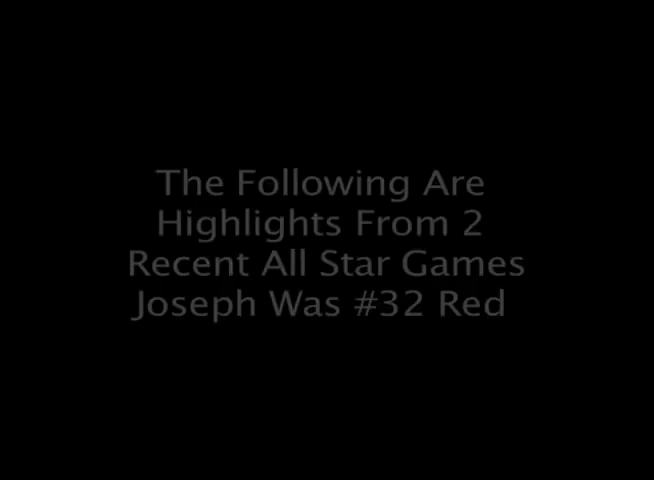 The Following Are
Highlights From 2
Recent All Star Games
Joseph Was #32 Red